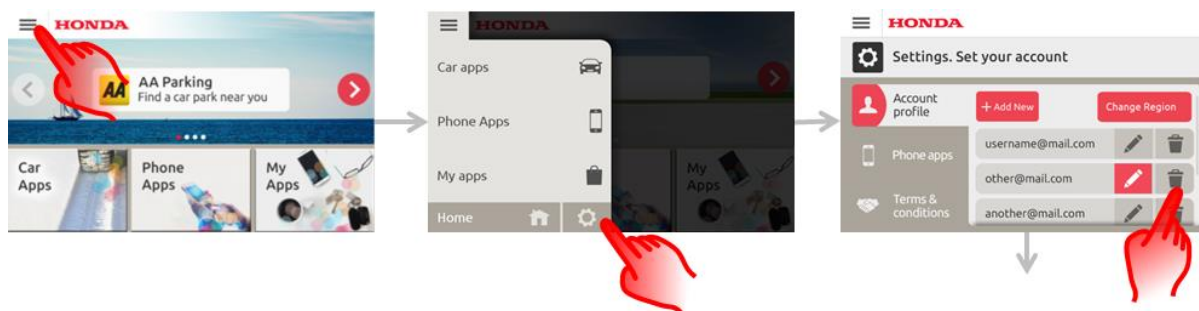 HONDA
AA
AA Parking
Find a car park near you
Car
Apps
Phone
Apps
My
Apps
HONDA
Car apps
Phone Apps
My apps
Home
My
Apps
HONDA
Settings. Set your account
Account
profile
+ Add New
Change Region
Phone apps
username@mail.com
other@mail.com
Terms &
conditions
another@mail.com